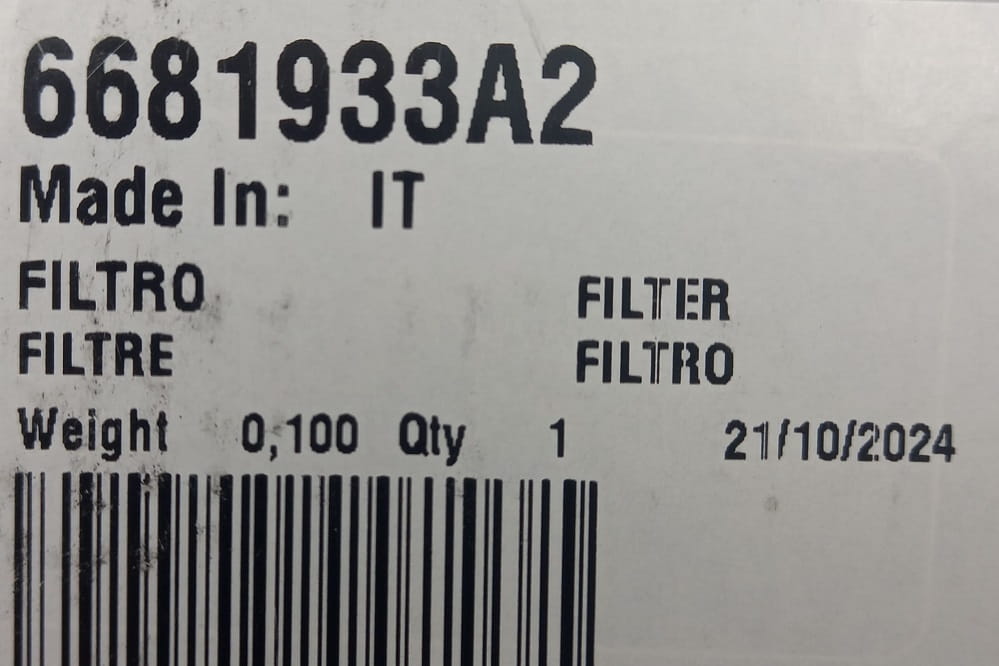 6681933A2
Made In: IT
FILTRO FILTER
FILTRE FILTRO
Weight 0,100 Qty 1 21/10/2024